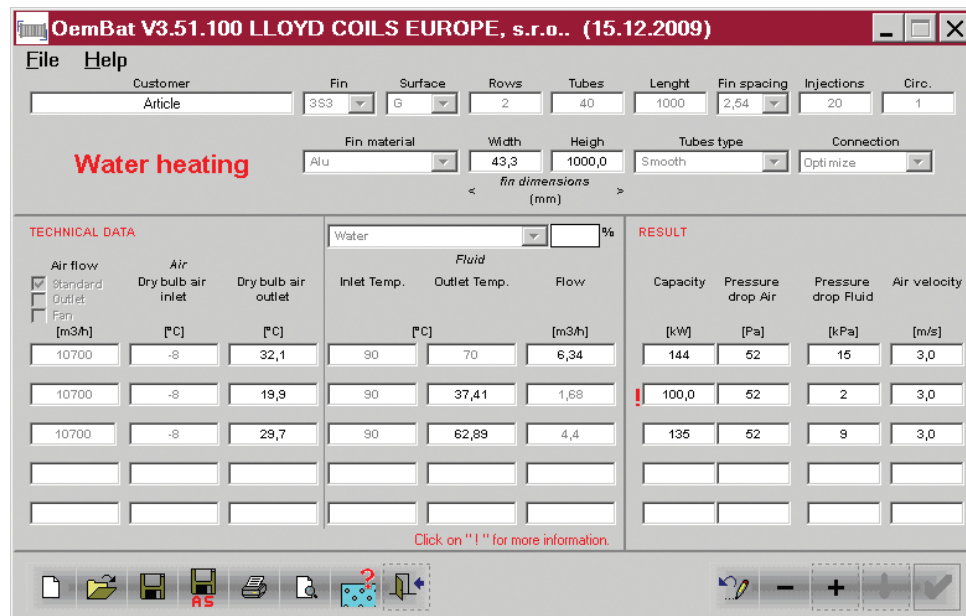 OemBat V3.51.100 LLOYD COILS EUROPE, s.r.o.. (15.12.2009)
File Help
Customer Fin Surface Rows Tubes Lenght Fin spacing Injections Circ.
Article 3S3 G 2 40 1000 2,54 20 1
Fin material Width Heigh Tubes type Connection
Water heating Alu 43,3 1000,0 Smooth Optimize
< fin dimensions >
(mm)
TECHNICAL DATA Water % RESULT
Air flow Air Fluid
Standard Dry bulb air inlet Dry bulb air outlet Inlet Temp. Outlet Temp. Flow Capacity Pressure drop Air Pressure drop Fluid Air velocity
Outlet
Fan
[m3/h] [°C] [°C] [°C] [m3/h] [kW] [Pa] [kPa] [m/s]
10700 -8 32,1 90 70 6,34 144 52 15 3,0
10700 -8 19,9 90 37,41 1,68 ! 100,0 52 2 3,0
10700 -8 29,7 90 62,89 4,4 135 52 9 3,0
Click on "!" for more information.
AS ?